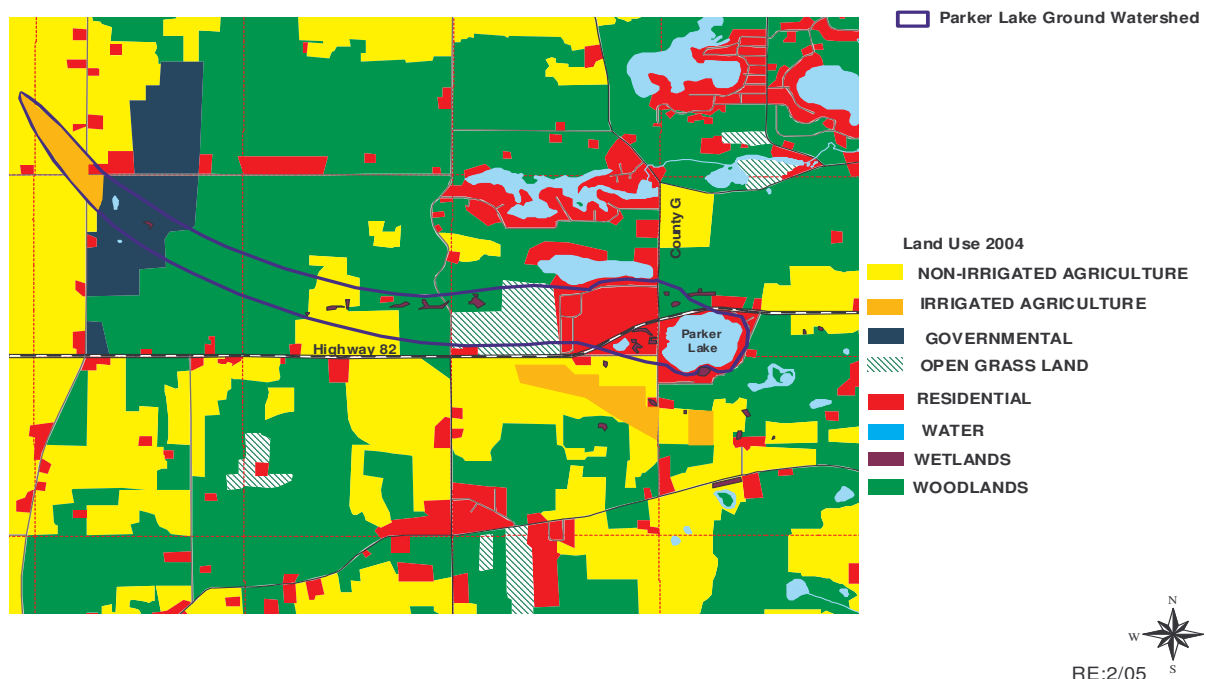 Parker Lake Ground Watershed
County G
Land Use 2004
NON-IRRIGATED AGRICULTURE
IRRIGATED AGRICULTURE
GOVERNMENTAL
OPEN GRASS LAND
RESIDENTIAL
WATER
WETLANDS
WOODLANDS
Parker
Lake
Highway 82
N
W
S
RE:2/05